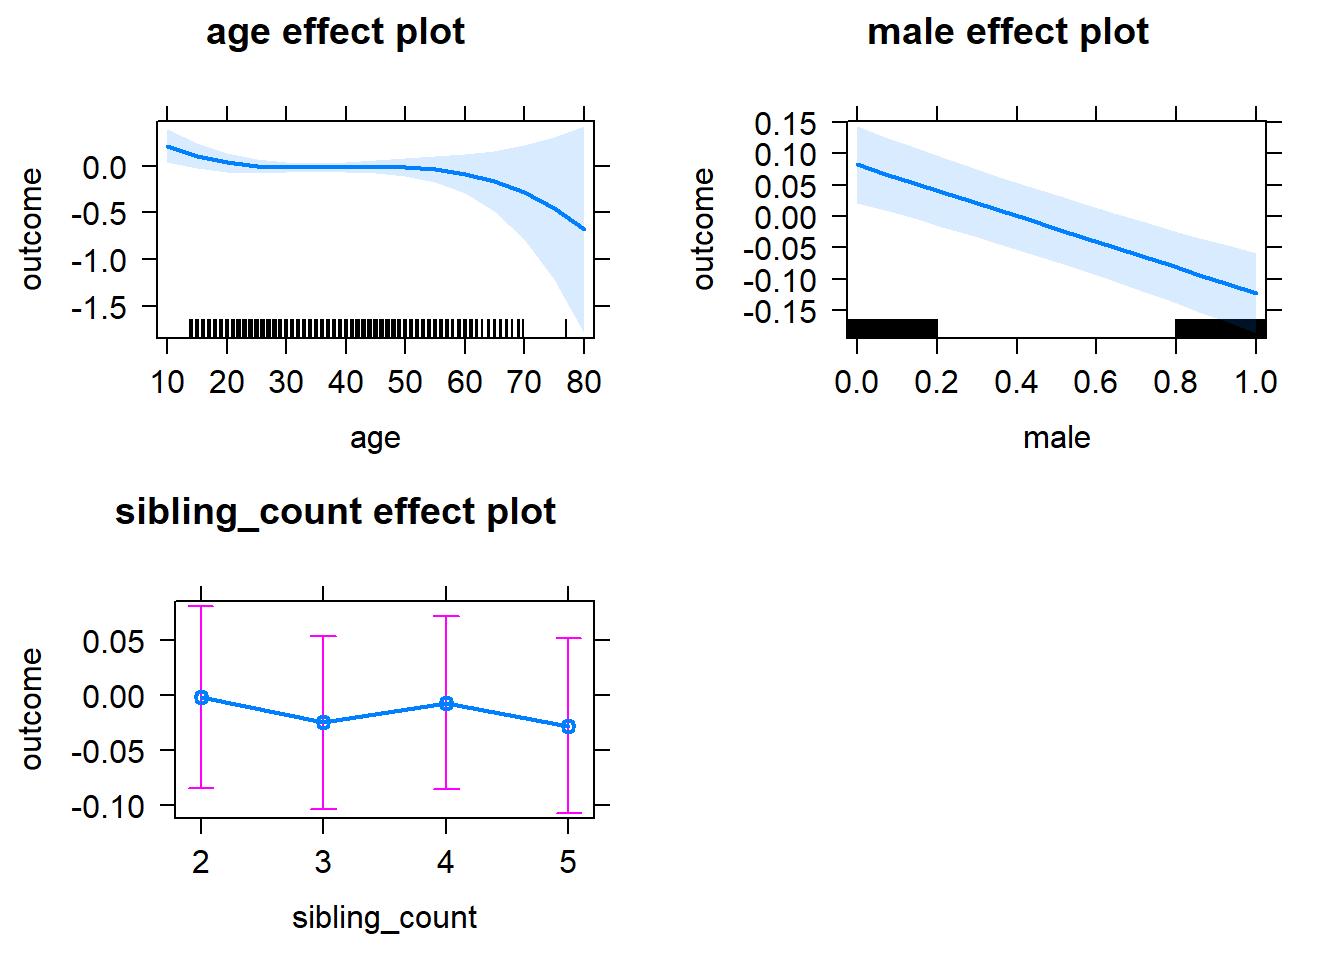 age effect plot
outcome
0.0
-0.5
-1.0
-1.5
10 20 30 40 50 60 70 80
age
male effect plot
outcome
0.15
0.10
0.05
0.00
-0.05
-0.10
-0.15
0.0 0.2 0.4 0.6 0.8 1.0
male
sibling_count effect plot
outcome
0.05
0.00
-0.05
-0.10
2 3 4 5
sibling_count